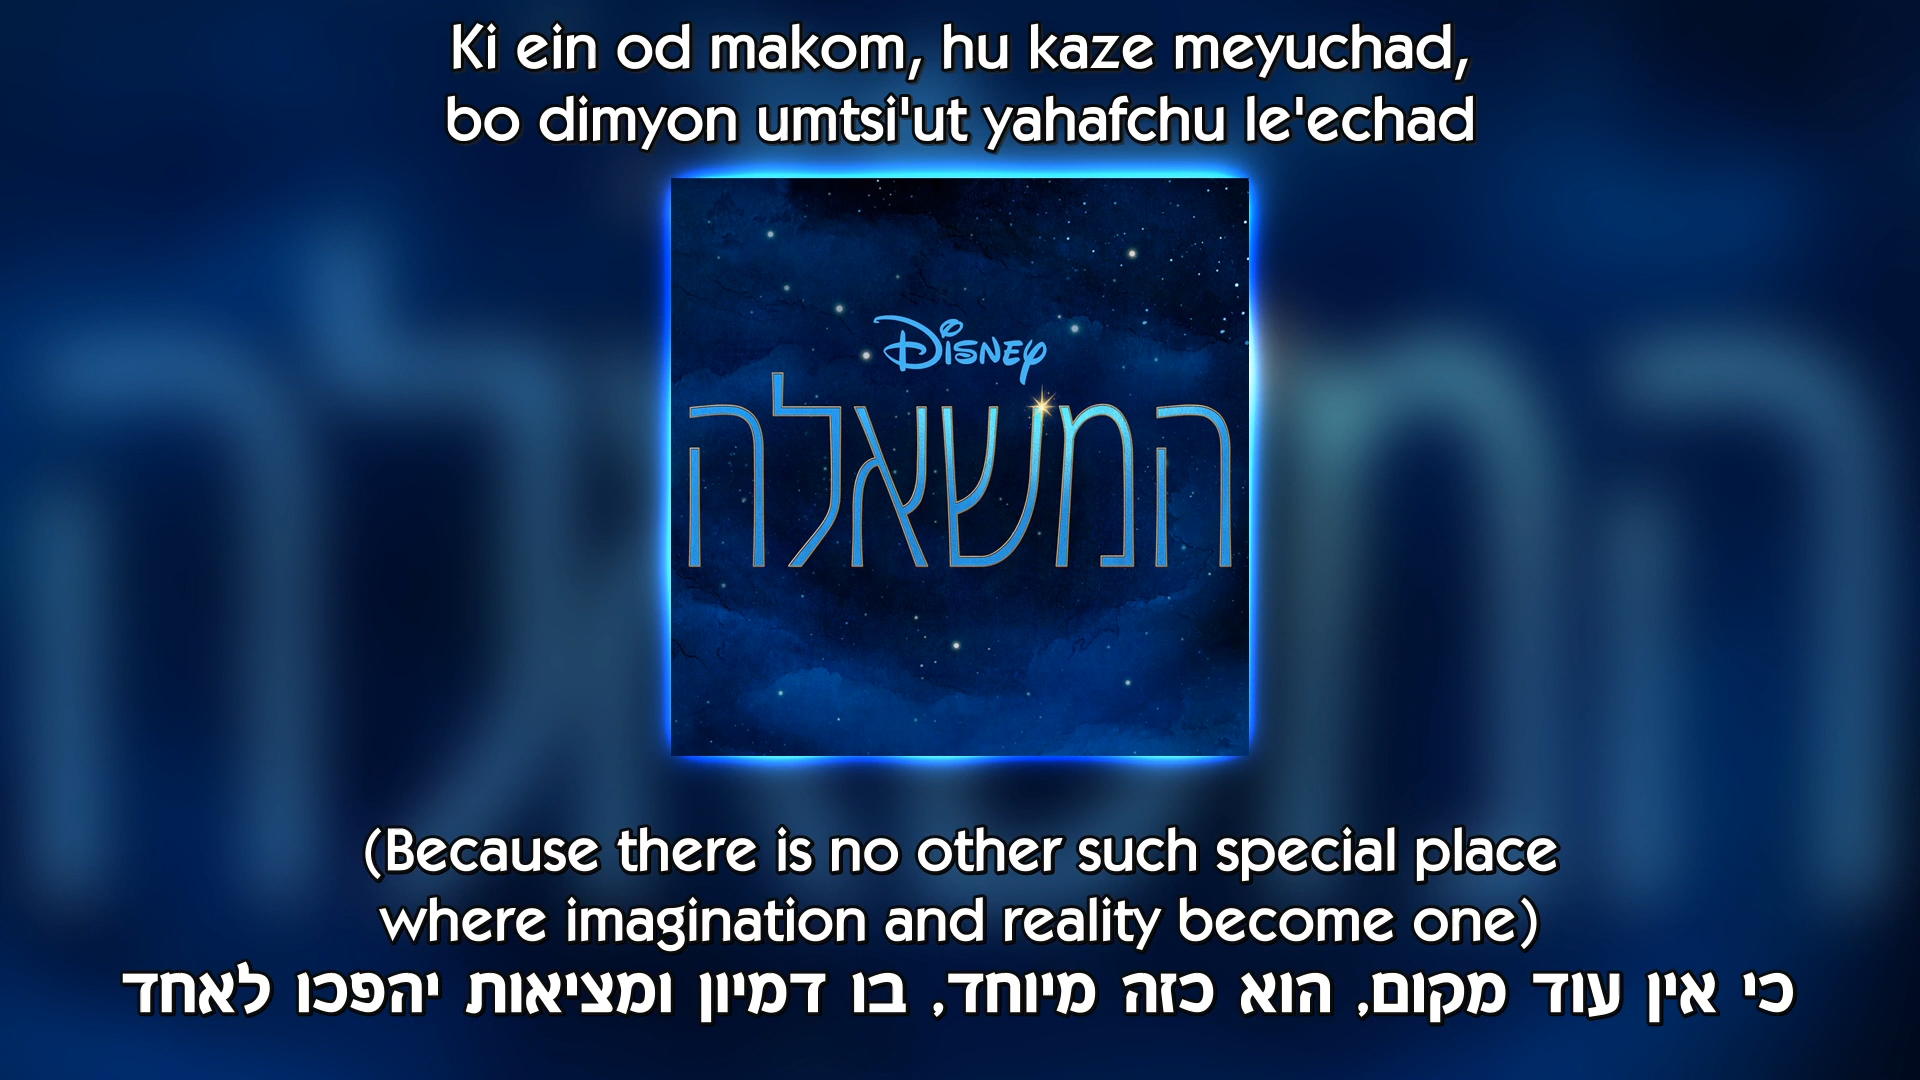 Ki ein od makom, hu kaze meyuchad,
bo dimyon umtsi'ut yahafchu le'echad
Disney
המשאלה
(Because there is no other such special place
where imagination and reality become one)
כי אין עוד מקום, הוא כזה מיוחד, בו דמיון ומציאות יהפכו לאחד